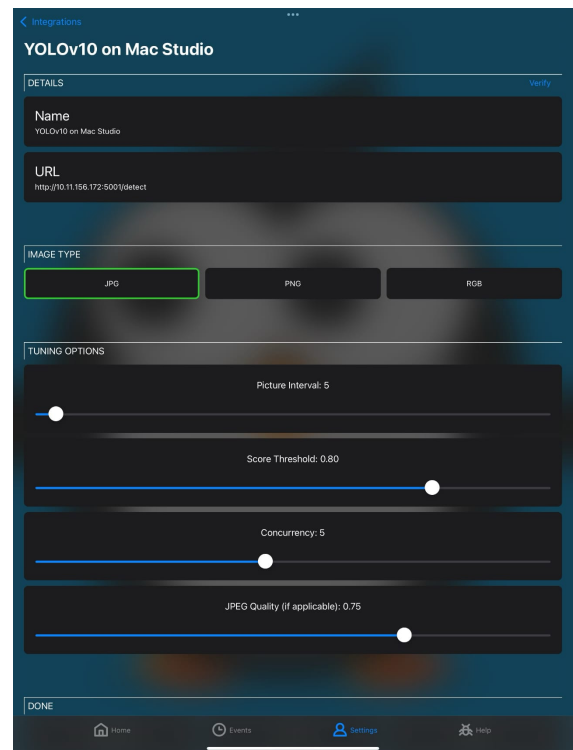 Integrations
YOLOv10 on Mac Studio
DETAILS Verify
Name
YOLOv10 on Mac Studio
URL
http://10.11.156.172:5001/detect
IMAGE TYPE
JPG PNG RGB
TUNING OPTIONS
Picture Interval: 5
Score Threshold: 0.80
Concurrency: 5
JPEG Quality (if applicable): 0.75
DONE
Home Events Settings Help